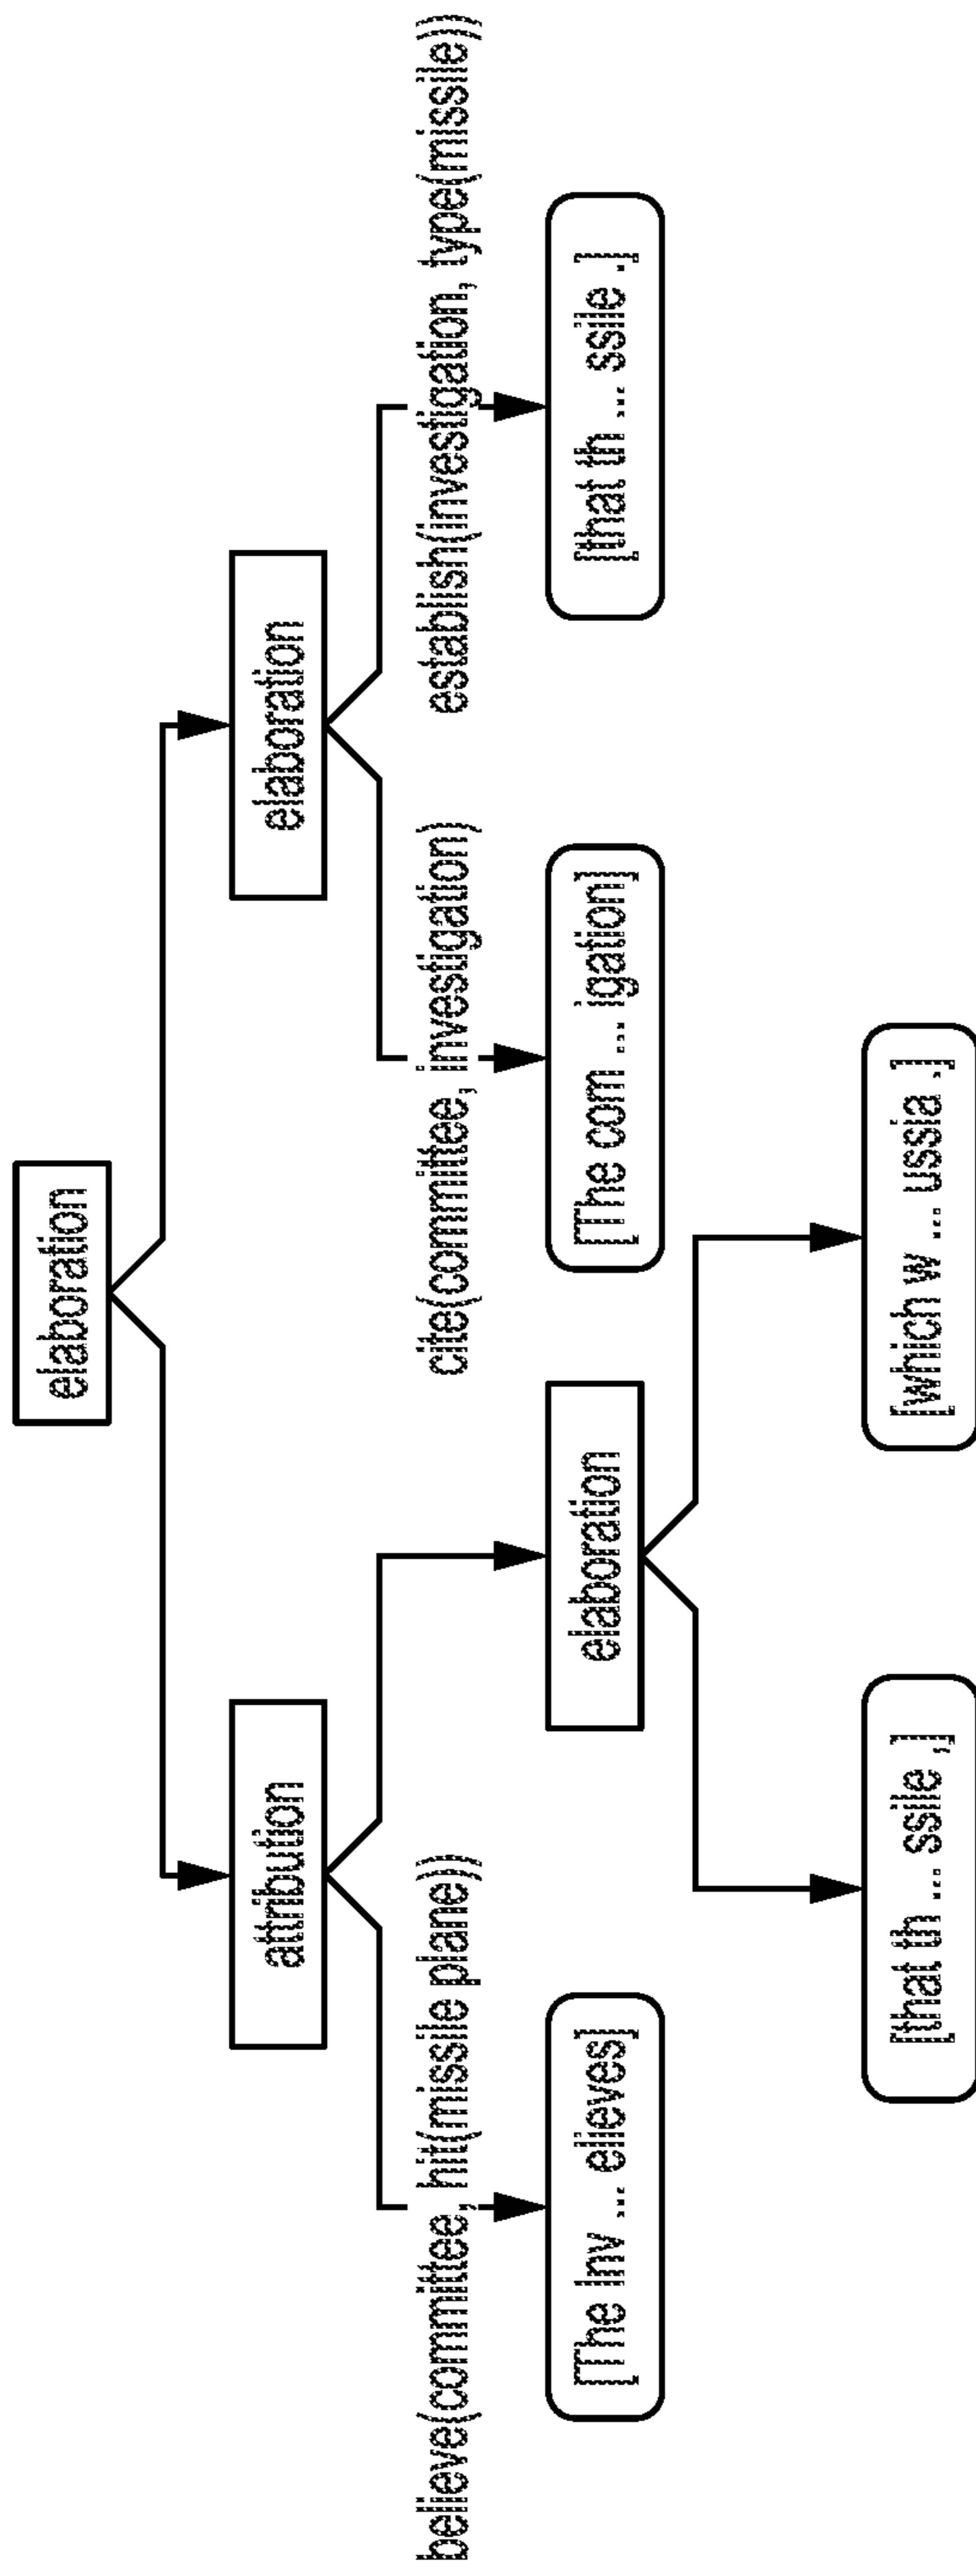 elaboration
attribution
elaboration
believe(committee, hit(missile plane))
cite(committee, investigation)
establish(investigation, type(missile))
[The Inv ... elieves]
elaboration
[The com ... igation]
[that th ... ssile .]
[that th ... ssile ,]
[which w ... ussia ,]